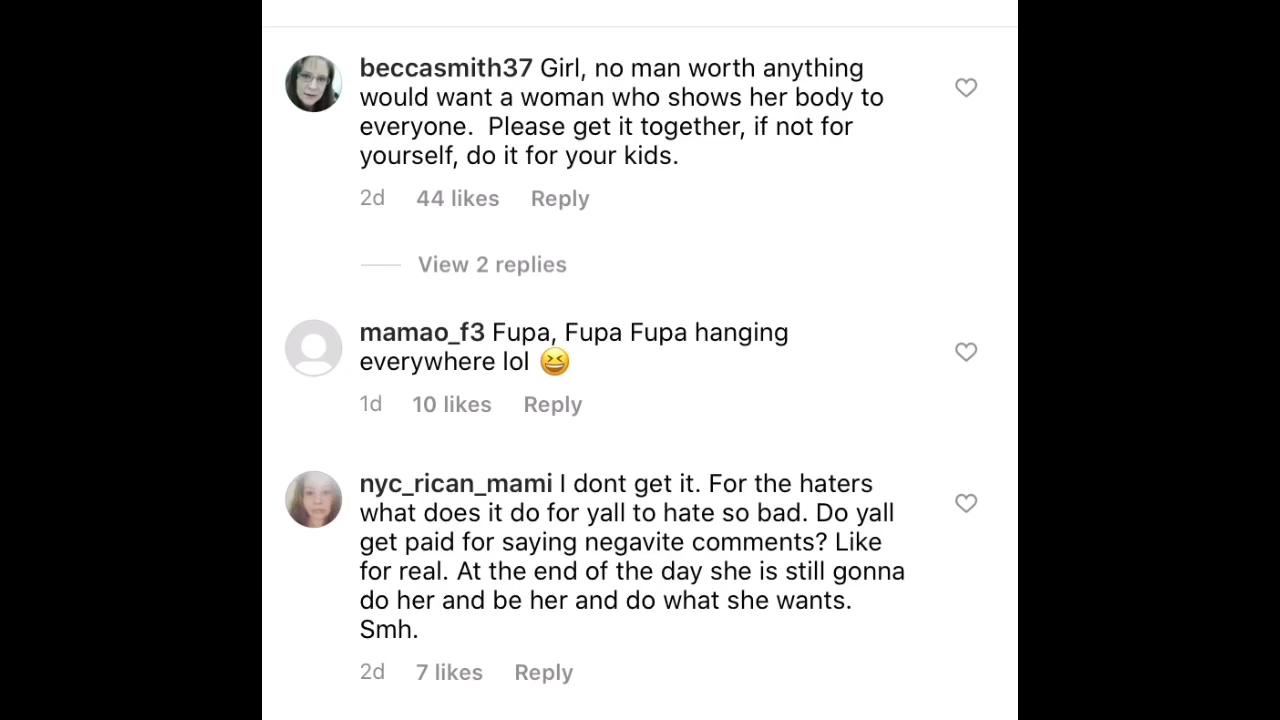 beccasmith37 Girl, no man worth anything
would want a woman who shows her body to
everyone.  Please get it together, if not for
yourself, do it for your kids.
2d 44 likes Reply
View 2 replies
mamao_f3 Fupa, Fupa Fupa hanging
everywhere lol 😆
1d 10 likes Reply
nyc_rican_mami I dont get it. For the haters
what does it do for yall to hate so bad. Do yall
get paid for saying negavite comments? Like
for real. At the end of the day she is still gonna
do her and be her and do what she wants.
Smh.
2d 7 likes Reply